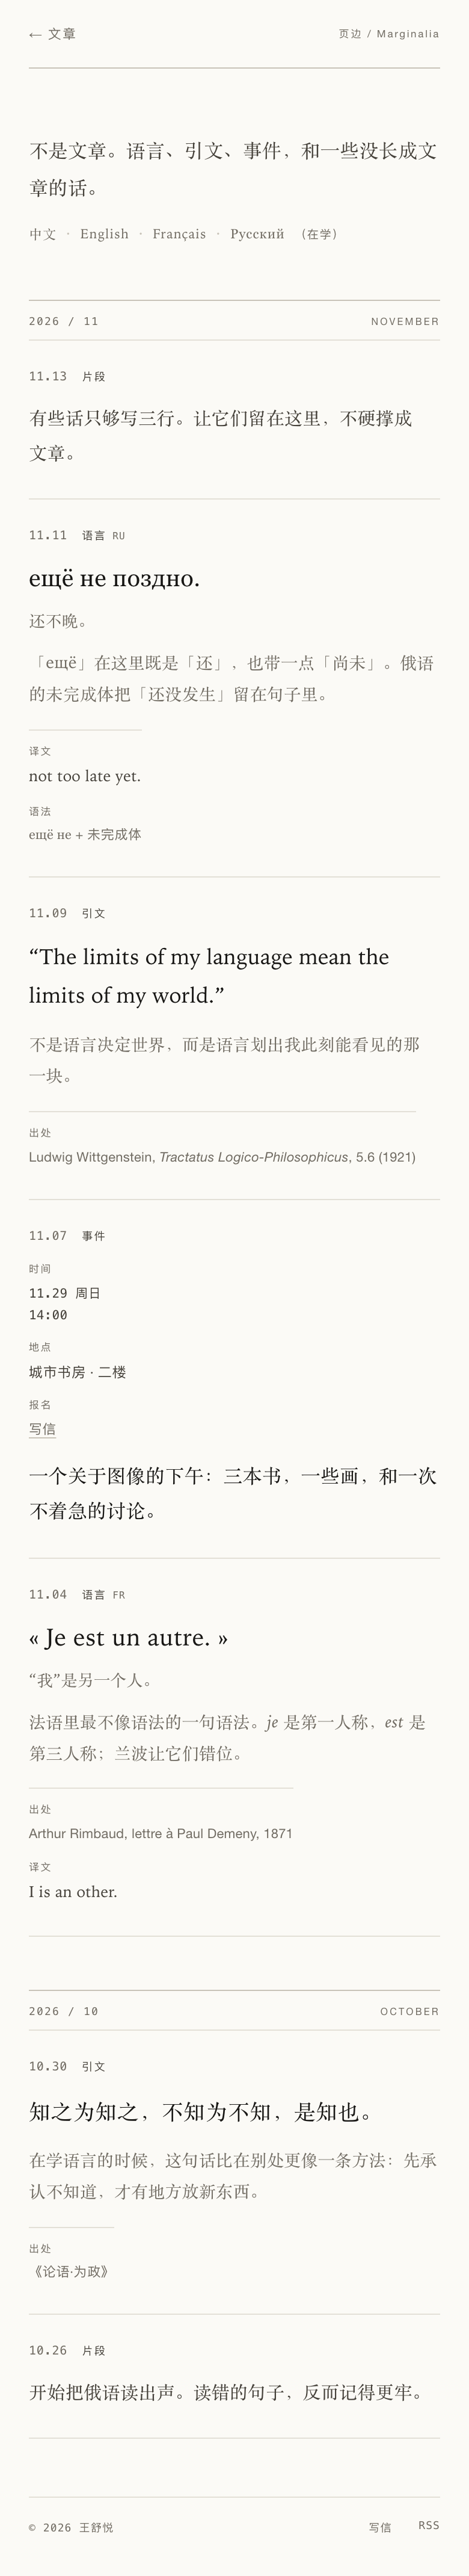 ← 文章 页边 / Marginalia
不是文章。语言、引文、事件，和一些没长成文
章的话。
中文 · English · Français · Русский （在学）
2026 / 11 NOVEMBER
11.13 片段
有些话只够写三行。让它们留在这里，不硬撑成
文章。
11.11 语言 RU
ещё не поздно.
还不晚。
「ещё」在这里既是「还」，也带一点「尚未」。俄语
的未完成体把「还没发生」留在句子里。
译文
not too late yet.
语法
ещё не + 未完成体
11.09 引文
“The limits of my language mean the
limits of my world.”
不是语言决定世界，而是语言划出我此刻能看见的那
一块。
出处
Ludwig Wittgenstein, Tractatus Logico-Philosophicus, 5.6 (1921)
11.07 事件
时间
11.29 周日
14:00
地点
城市书房 · 二楼
报名
写信
一个关于图像的下午：三本书，一些画，和一次
不着急的讨论。
11.04 语言 FR
« Je est un autre. »
“我”是另一个人。
法语里最不像语法的一句语法。je 是第一人称，est 是
第三人称；兰波让它们错位。
出处
Arthur Rimbaud, lettre à Paul Demeny, 1871
译文
I is an other.
2026 / 10 OCTOBER
10.30 引文
知之为知之，不知为不知，是知也。
在学语言的时候，这句话比在别处更像一条方法：先承
认不知道，才有地方放新东西。
出处
《论语·为政》
10.26 片段
开始把俄语读出声。读错的句子，反而记得更牢。
© 2026 王舒悦 写信 RSS